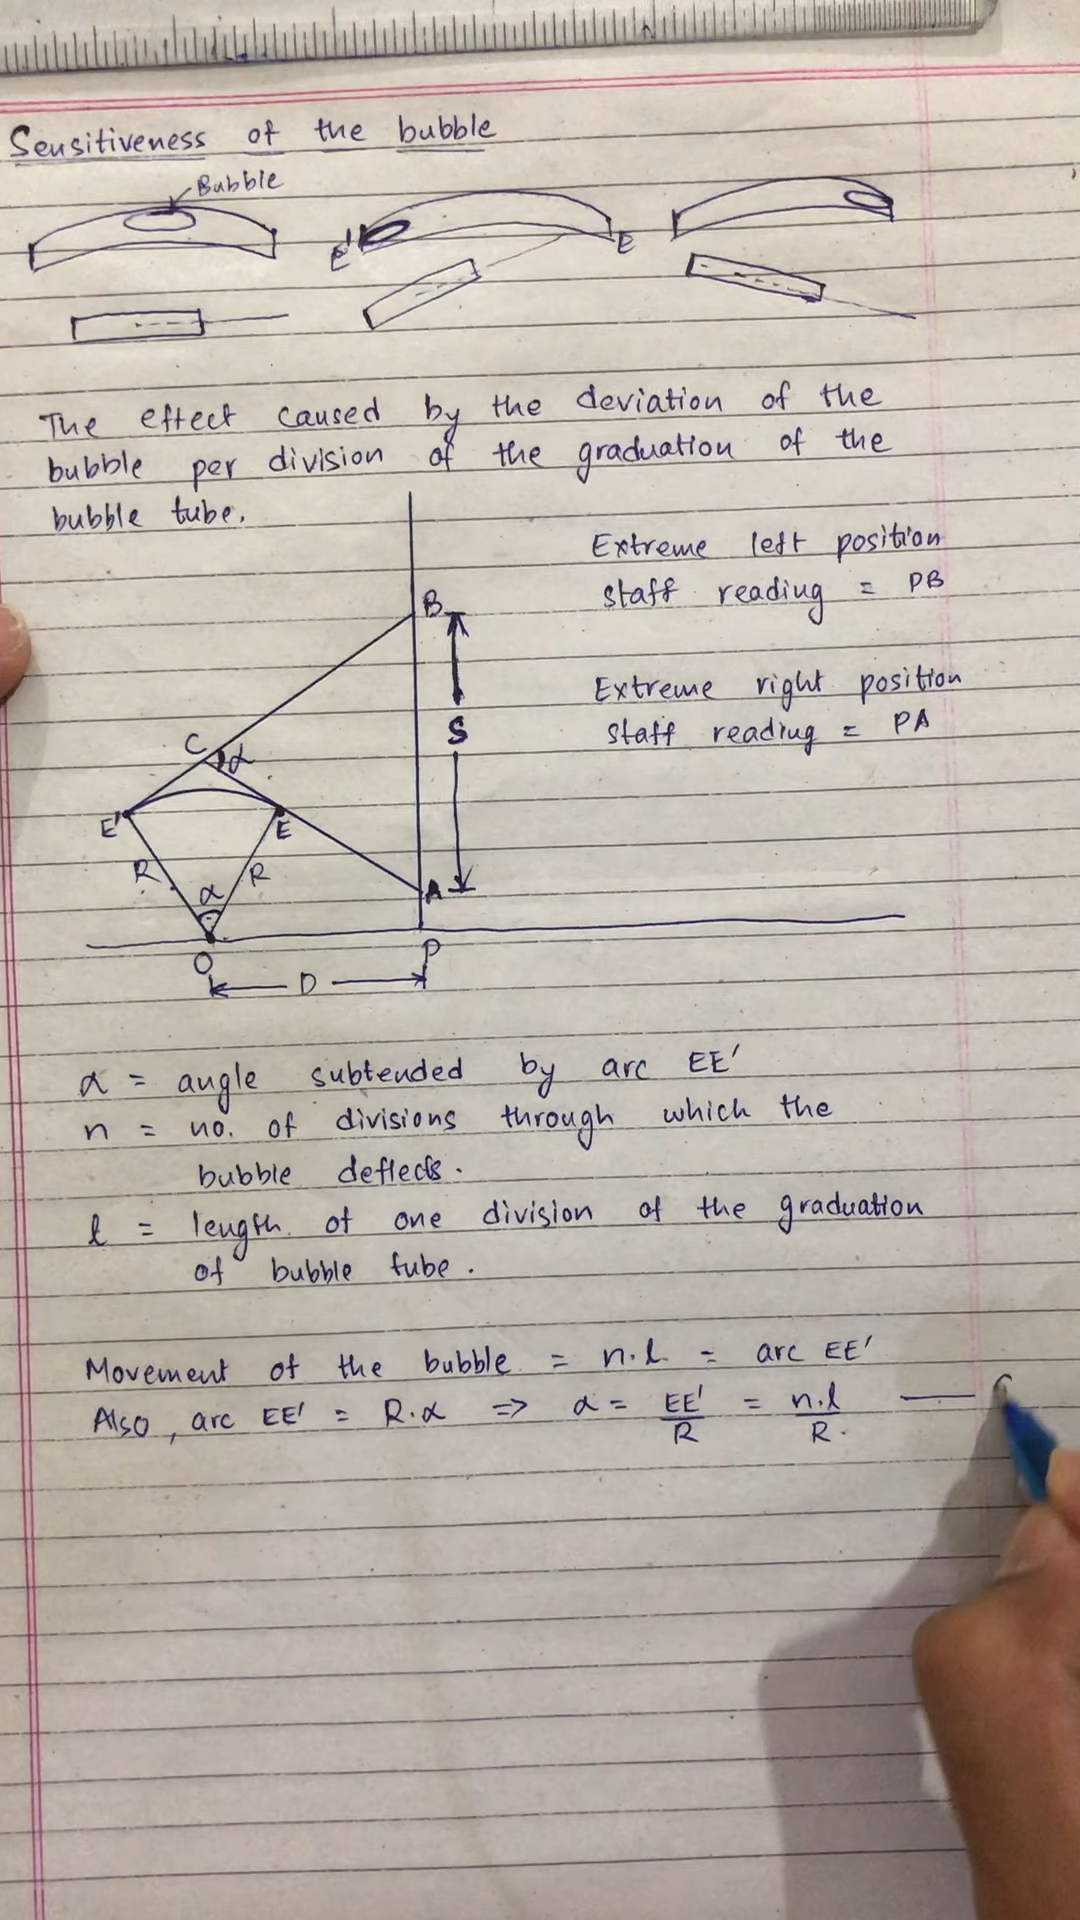 Sensitiveness of the bubble
Bubble
E'
E
The effect caused by the deviation of the
bubble per division of the graduation of the
bubble tube.
Extreme left position
staff reading = PB
Extreme right position
staff reading = PA
B
S
C
α
E'
E
R
R
α
A
O
P
D
α = angle subtended by arc EE'
n = no. of divisions through which the
bubble deflects.
l = length of one division of the graduation
of bubble tube.
Movement of the bubble = n.l = arc EE'
Also, arc EE' = R.α => α = EE'/R = n.l/R.